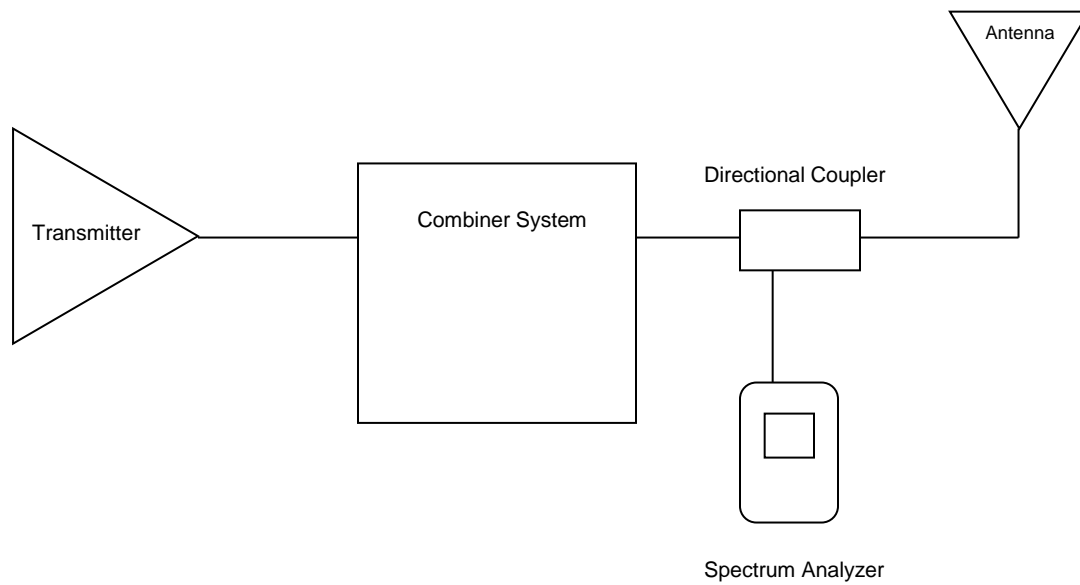 Antenna
Directional Coupler
Combiner System
Transmitter
Spectrum Analyzer